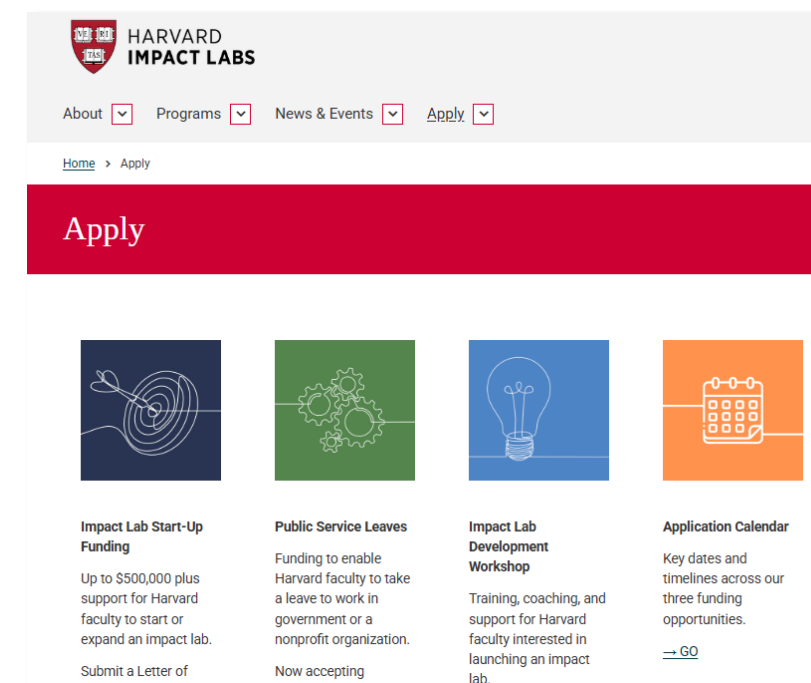 VE RI
TAS
HARVARD
IMPACT LABS
About Programs News & Events Apply
Home > Apply
Apply
Impact Lab Start-Up
Funding
Up to $500,000 plus
support for Harvard
faculty to start or
expand an impact lab.
Submit a Letter of
Public Service Leaves
Funding to enable
Harvard faculty to take
a leave to work in
government or a
nonprofit organization.
Now accepting
Impact Lab
Development
Workshop
Training, coaching, and
support for Harvard
faculty interested in
launching an impact
lab.
Application Calendar
Key dates and
timelines across our
three funding
opportunities.
→ GO